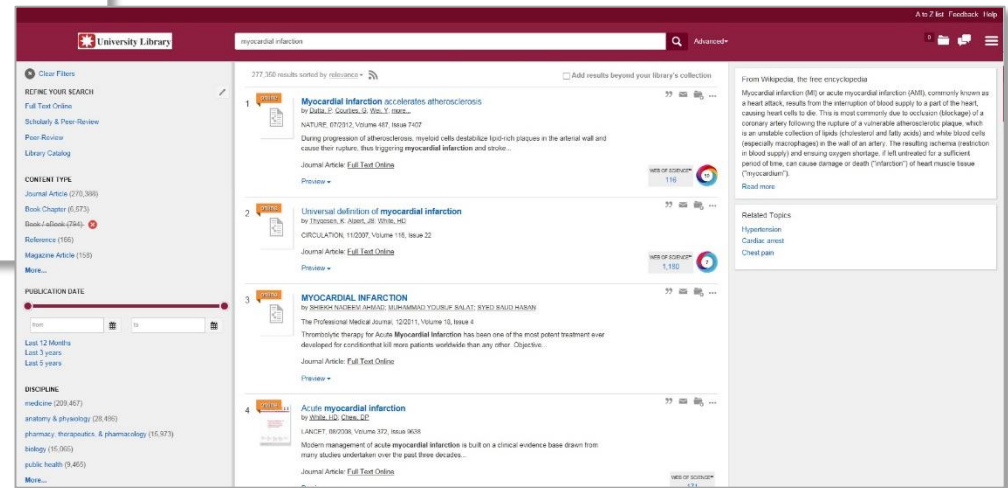 A to Z list Feedback Help
University Library
myocardial infarction
Advanced
0
Clear Filters
REFINE YOUR SEARCH
Full Text Online
Scholarly & Peer-Review
Peer Review
Library Catalog
CONTENT TYPE
Journal Article (270,388)
Book Chapter (6,573)
Book / eBook (794)
Reference (166)
Magazine Article (158)
More...
PUBLICATION DATE
from
to
Last 12 Months
Last 3 years
Last 5 years
DISCIPLINE
medicine (209,467)
anatomy & physiology (28,496)
pharmacy, therapeutics, & pharmacology (15,973)
biology (15,065)
public health (9,465)
More...
277,350 results sorted by relevance
Add results beyond your library's collection
1
Myocardial infarction accelerates atherosclerosis
by Dutta, P, Courties, G, Wei, Y, more...
NATURE, 07/2012, Volume 487, Issue 7407
During progression of atherosclerosis, myeloid cells destabilize lipid-rich plaques in the arterial wall and
cause their rupture, thus triggering myocardial infarction and stroke...
Journal Article: Full Text Online
Preview
WEB OF SCIENCE
116
10
2
Universal definition of myocardial infarction
by Thygesen, K, Alpert, JS, White, HD
CIRCULATION, 11/2007, Volume 116, Issue 22
Journal Article: Full Text Online
Preview
WEB OF SCIENCE
7
3
MYOCARDIAL INFARCTION
by SHEIKH NADEEM AHMAD; MUHAMMAD YOUSUF SALAT; SYED SAUD HASAN
The Professional Medical Journal, 12/2011, Volume 18, Issue 4
Thrombolytic therapy for Acute Myocardial Infarction has been one of the most potent treatment ever
developed for conditionthat kill more patients worldwide than any other. Objective...
Journal Article: Full Text Online
Preview
4
Acute myocardial infarction
by White, HD, Chew, DP
LANCET, 08/2008, Volume 372, Issue 9638
Modern management of acute myocardial infarction is built on a clinical evidence base drawn from
many studies undertaken over the past three decades...
Journal Article: Full Text Online
WEB OF SCIENCE
From Wikipedia, the free encyclopedia
Myocardial infarction (MI) or acute myocardial infarction (AMI), commonly known as
a heart attack, results from the interruption of blood supply to a part of the heart,
causing heart cells to die. This is most commonly due to occlusion (blockage) of a
coronary artery following the rupture of a vulnerable atherosclerotic plaque, which
is an unstable collection of lipids (cholesterol and fatty acids) and white blood cells
(especially macrophages) in the wall of an artery. The resulting ischemia (restriction
in blood supply) and ensuing oxygen shortage, if left untreated for a sufficient
period of time, can cause damage or death ("infarction") of heart muscle tissue
("myocardium").
Read more
Related Topics
Hypertension
Cardiac arrest
Chest pain